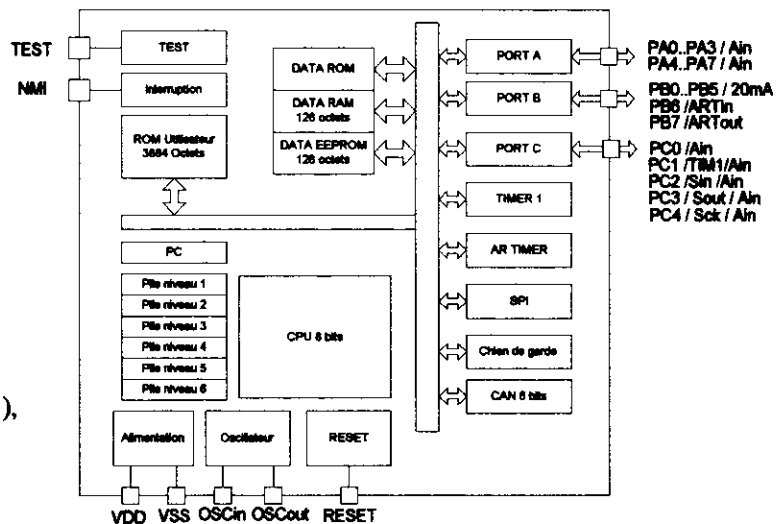 TEST
NMI
TEST
Interruption
ROM Utilisateur
3884 Octets
DATA ROM
DATA RAM
128 octets
DATA EEPROM
128 octets
PORT A
PORT B
PORT C
TIMER 1
AR TIMER
SPI
Chien de garde
CAN 8 bits
PA0..PA3 / Ain
PA4..PA7 / Ain
PB0..PB5 / 20mA
PB6 /ARTin
PB7 /ARTout
PC0 /Ain
PC1 /TIM1/Ain
PC2 /Sin /Ain
PC3 / Sout / Ain
PC4 / Sck / Ain
PC
Pile niveau 1
Pile niveau 2
Pile niveau 3
Pile niveau 4
Pile niveau 5
Pile niveau 6
CPU 8 bits
),
Alimentation
Oscillateur
RESET
VDD VSS OSCin OSCout RESET